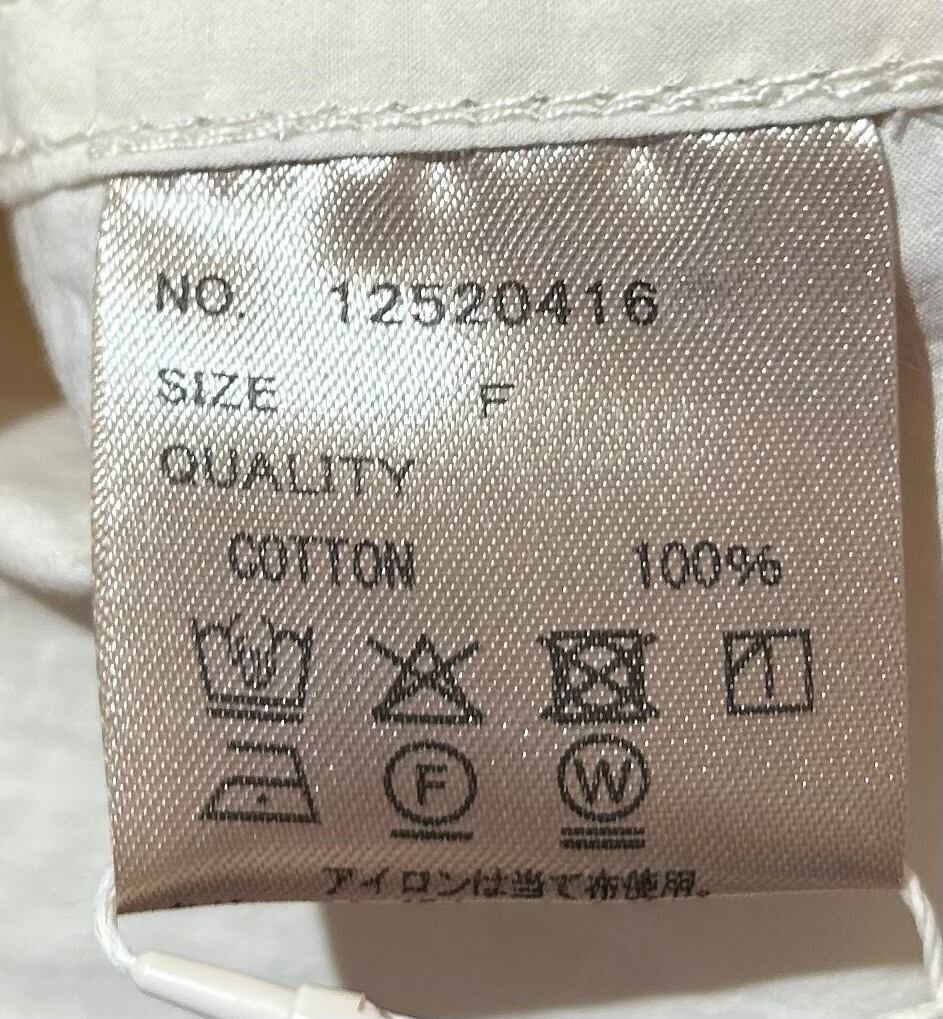 NO. 12520416
SIZE F
QUALITY
COTTON 100%
F W
アイロンは当て布使用。